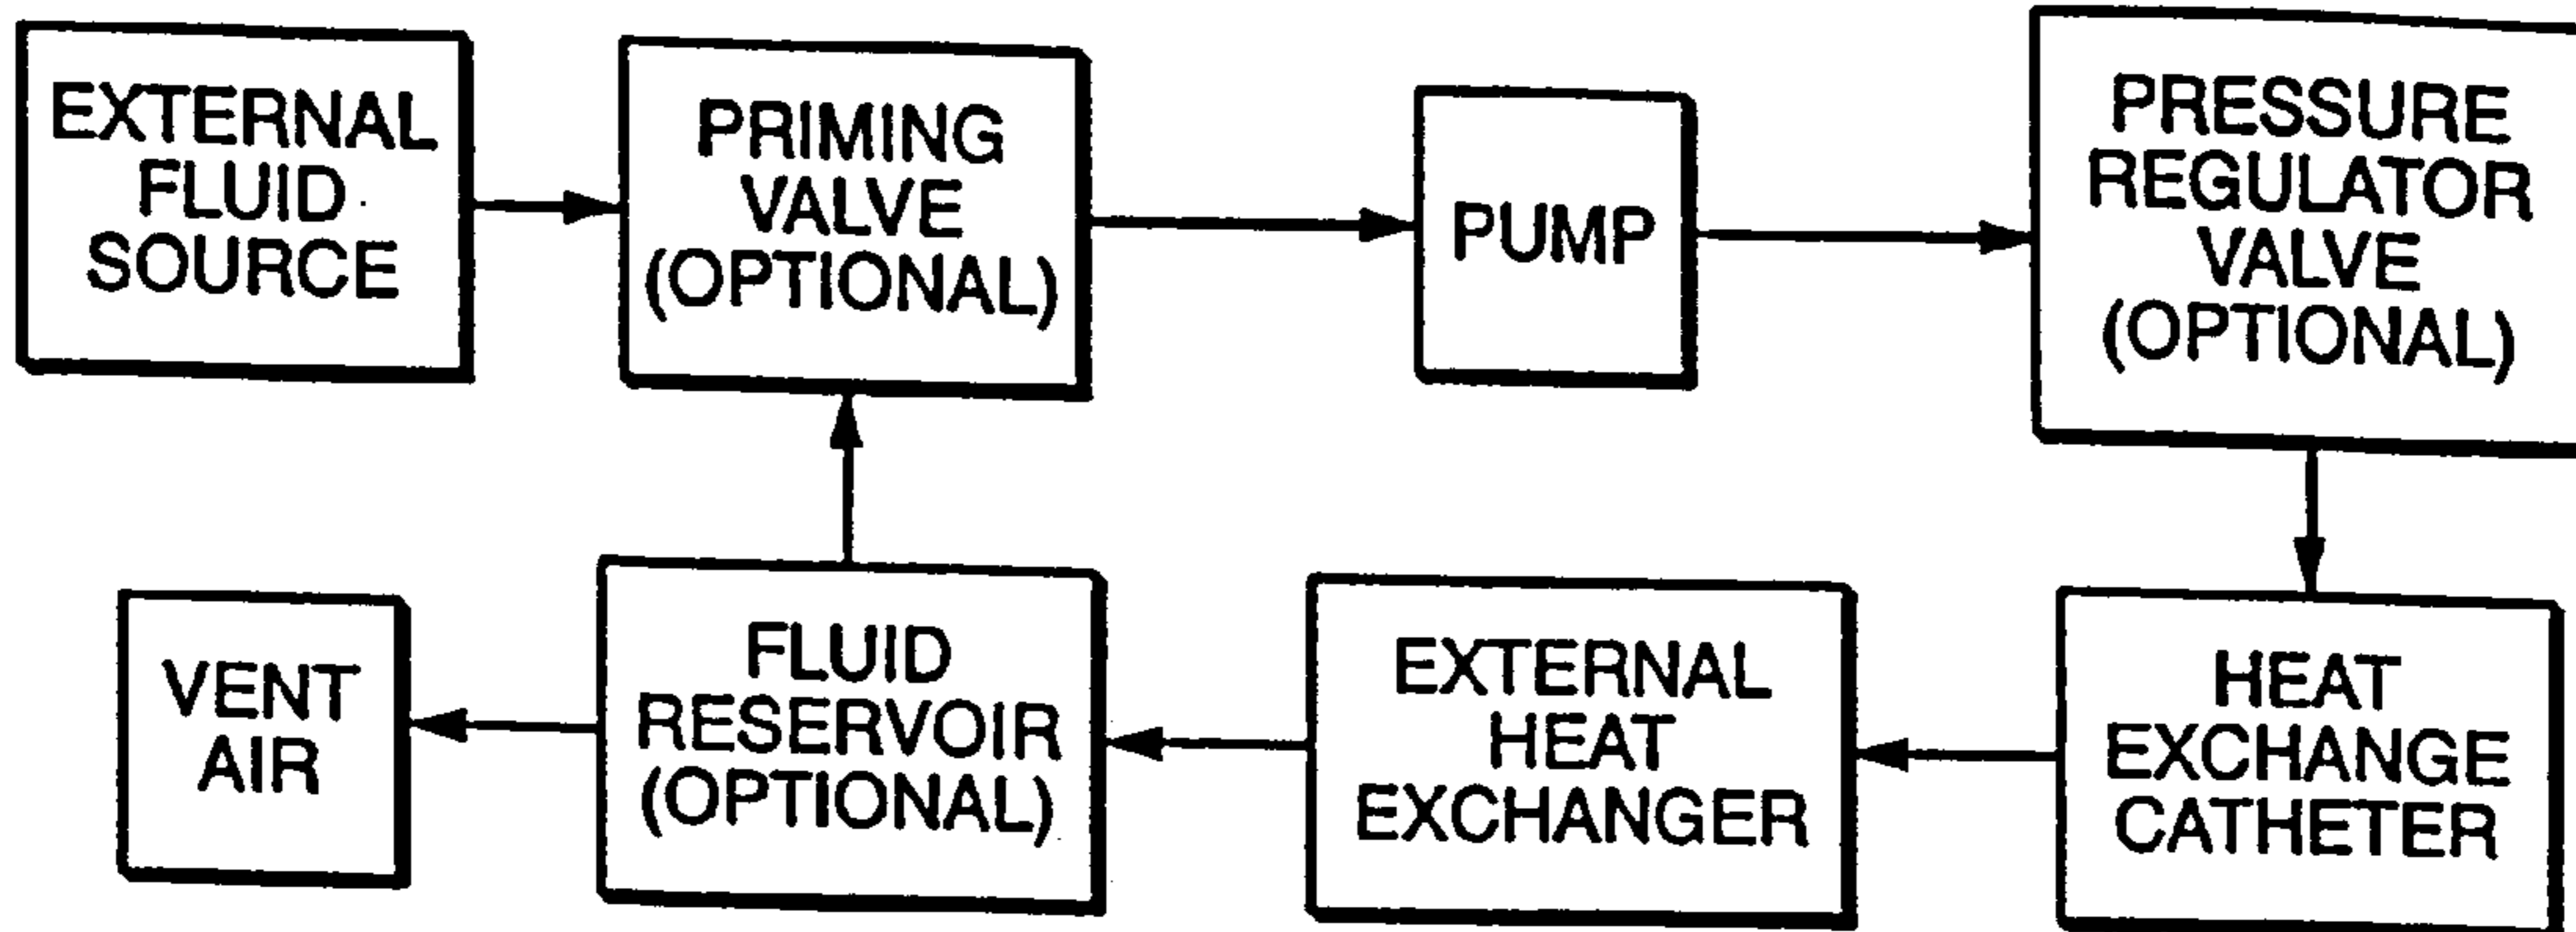 EXTERNAL
FLUID
SOURCE
PRIMING
VALVE
(OPTIONAL)
PUMP
PRESSURE
REGULATOR
VALVE
(OPTIONAL)
VENT
AIR
FLUID
RESERVOIR
(OPTIONAL)
EXTERNAL
HEAT
EXCHANGER
HEAT
EXCHANGE
CATHETER